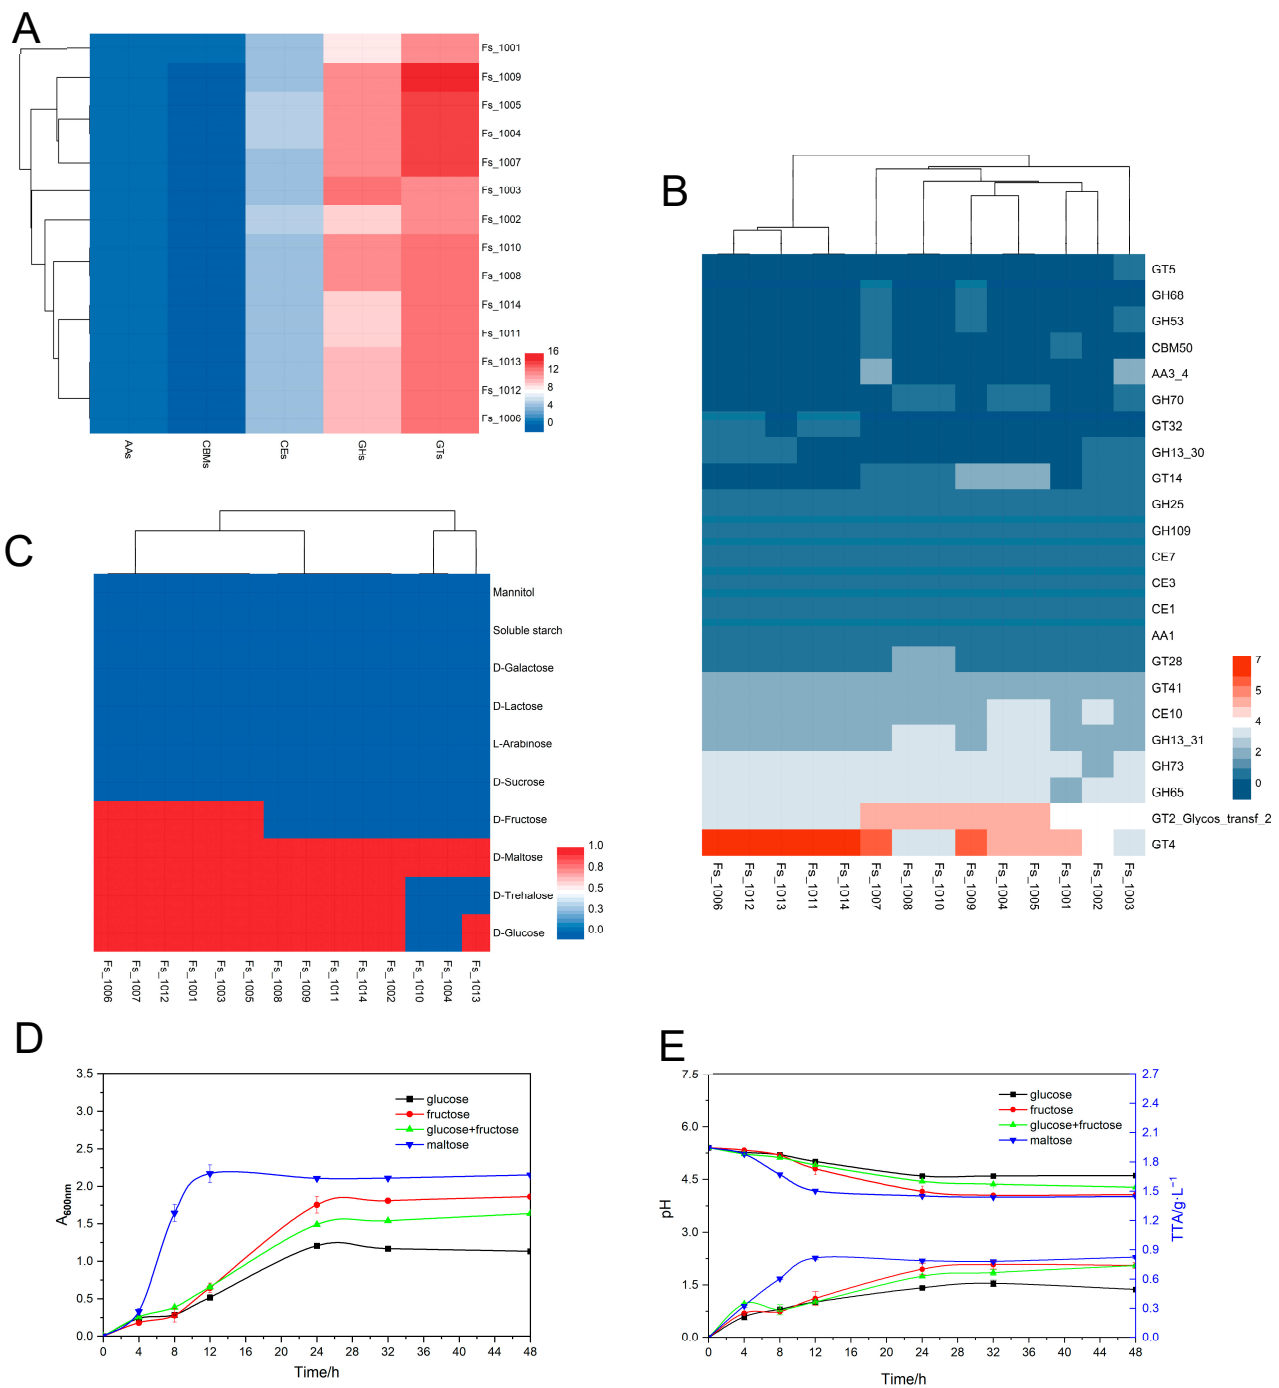 A
Fs_1001
Fs_1009
Fs_1005
Fs_1004
Fs_1007
Fs_1003
Fs_1002
Fs_1010
Fs_1008
Fs_1014
Fs_1011
Fs_1013
Fs_1012
Fs_1006
16
12
8
4
0
AAs
CBMs
CEs
GHs
GTs
B
GT5
GH68
GH53
CBM50
AA3_4
GH70
GT32
GH13_30
GT14
GH25
GH109
CE7
CE3
CE1
AA1
GT28
GT41
CE10
GH13_31
GH73
GH65
GT2_Glycos_transf_2
GT4
7
5
4
2
0
Fs_1006
Fs_1012
Fs_1013
Fs_1011
Fs_1014
Fs_1007
Fs_1008
Fs_1010
Fs_1009
Fs_1004
Fs_1005
Fs_1001
Fs_1002
Fs_1003
C
Mannitol
Soluble starch
D-Galactose
D-Lactose
L-Arabinose
D-Sucrose
D-Fructose
D-Maltose
D-Trehalose
D-Glucose
1.0
0.8
0.5
0.3
0.0
Fs_1006
Fs_1007
Fs_1012
Fs_1001
Fs_1003
Fs_1005
Fs_1008
Fs_1009
Fs_1011
Fs_1014
Fs_1002
Fs_1010
Fs_1004
Fs_1013
D
3.5
3.0
2.5
2.0
1.5
1.0
0.5
0.0
A600nm
glucose
fructose
glucose+fructose
maltose
0 4 8 12 16 20 24 28 32 36 40 44 48
Time/h
E
7.5
6.0
4.5
3.0
1.5
0.0
pH
glucose
fructose
glucose+fructose
maltose
2.7
2.4
2.1
1.8
1.5
1.2
0.9
0.6
0.3
0.0
TTA/g·L⁻¹
0 4 8 12 16 20 24 28 32 36 40 44 48
Time/h